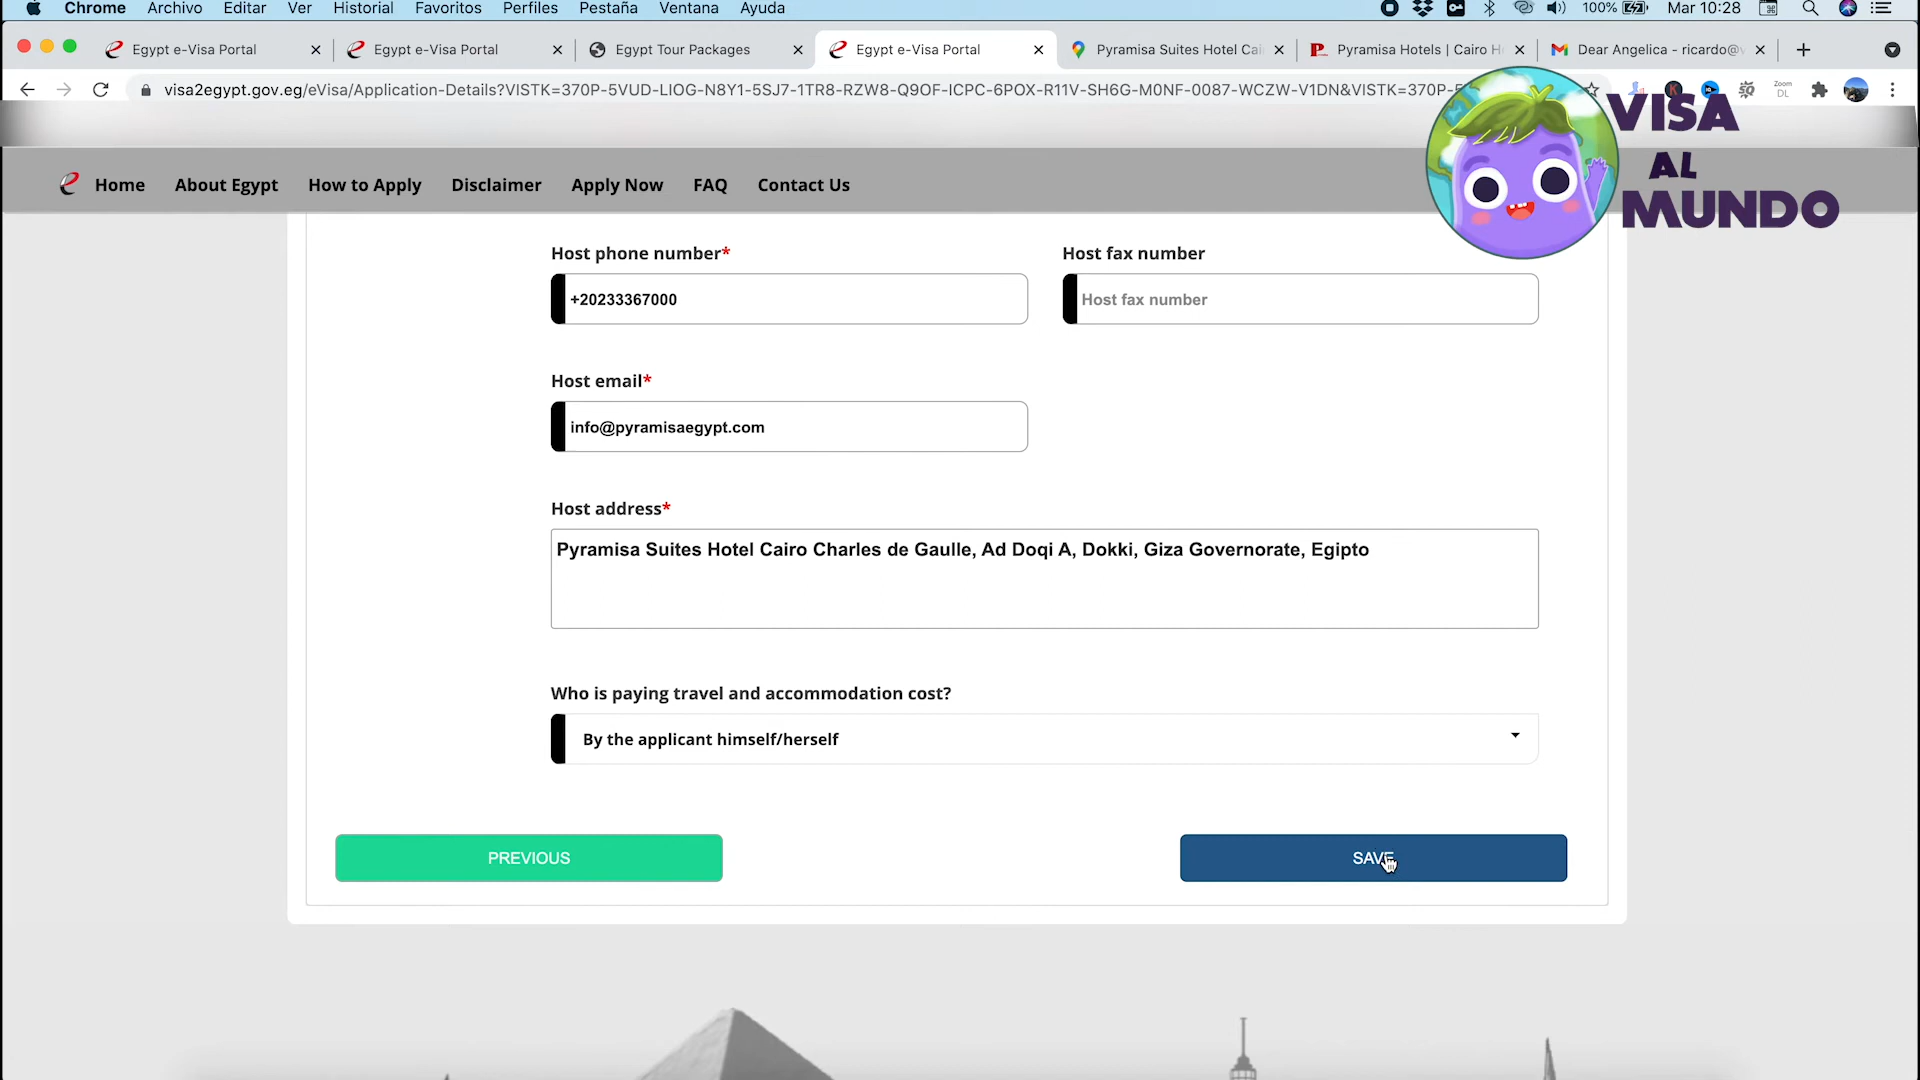 Chrome Archivo Editar Ver Historial Favoritos Perfiles Pestaña Ventana Ayuda 100% Mar 10:28
Egypt e-Visa Portal Egypt e-Visa Portal Egypt Tour Packages Egypt e-Visa Portal Pyramisa Suites Hotel Cai Pyramisa Hotels | Cairo H Dear Angelica - ricardo@v
visa2egypt.gov.eg/eVisa/Application-Details?VISTK=370P-5VUD-LIOG-N8Y1-5SJ7-1TR8-RZW8-Q9OF-ICPC-6POX-R11V-SH6G-M0NF-0087-WCZW-V1DN&VISTK=370P-5 Zoom
DL
VISA
AL
MUNDO
Home About Egypt How to Apply Disclaimer Apply Now FAQ Contact Us
Host phone number* Host fax number
+20233367000 Host fax number
Host email*
info@pyramisaegypt.com
Host address*
Pyramisa Suites Hotel Cairo Charles de Gaulle, Ad Doqi A, Dokki, Giza Governorate, Egipto
Who is paying travel and accommodation cost?
By the applicant himself/herself
PREVIOUS SAVE